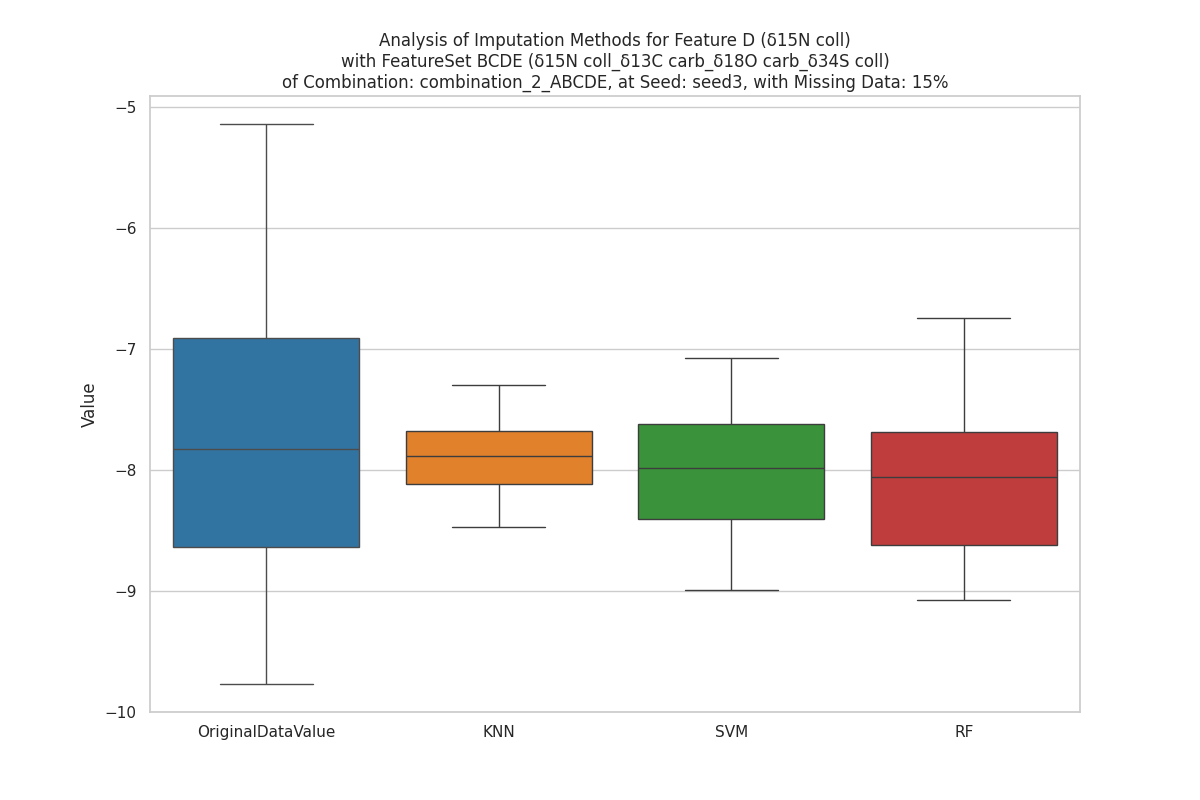 Analysis of Imputation Methods for Feature D (δ15N coll)
with FeatureSet BCDE (δ15N coll_δ13C carb_δ18O carb_δ34S coll)
of Combination: combination_2_ABCDE, at Seed: seed3, with Missing Data: 15%
−5
−6
−7
−8
−9
−10
Value
OriginalDataValue
KNN
SVM
RF